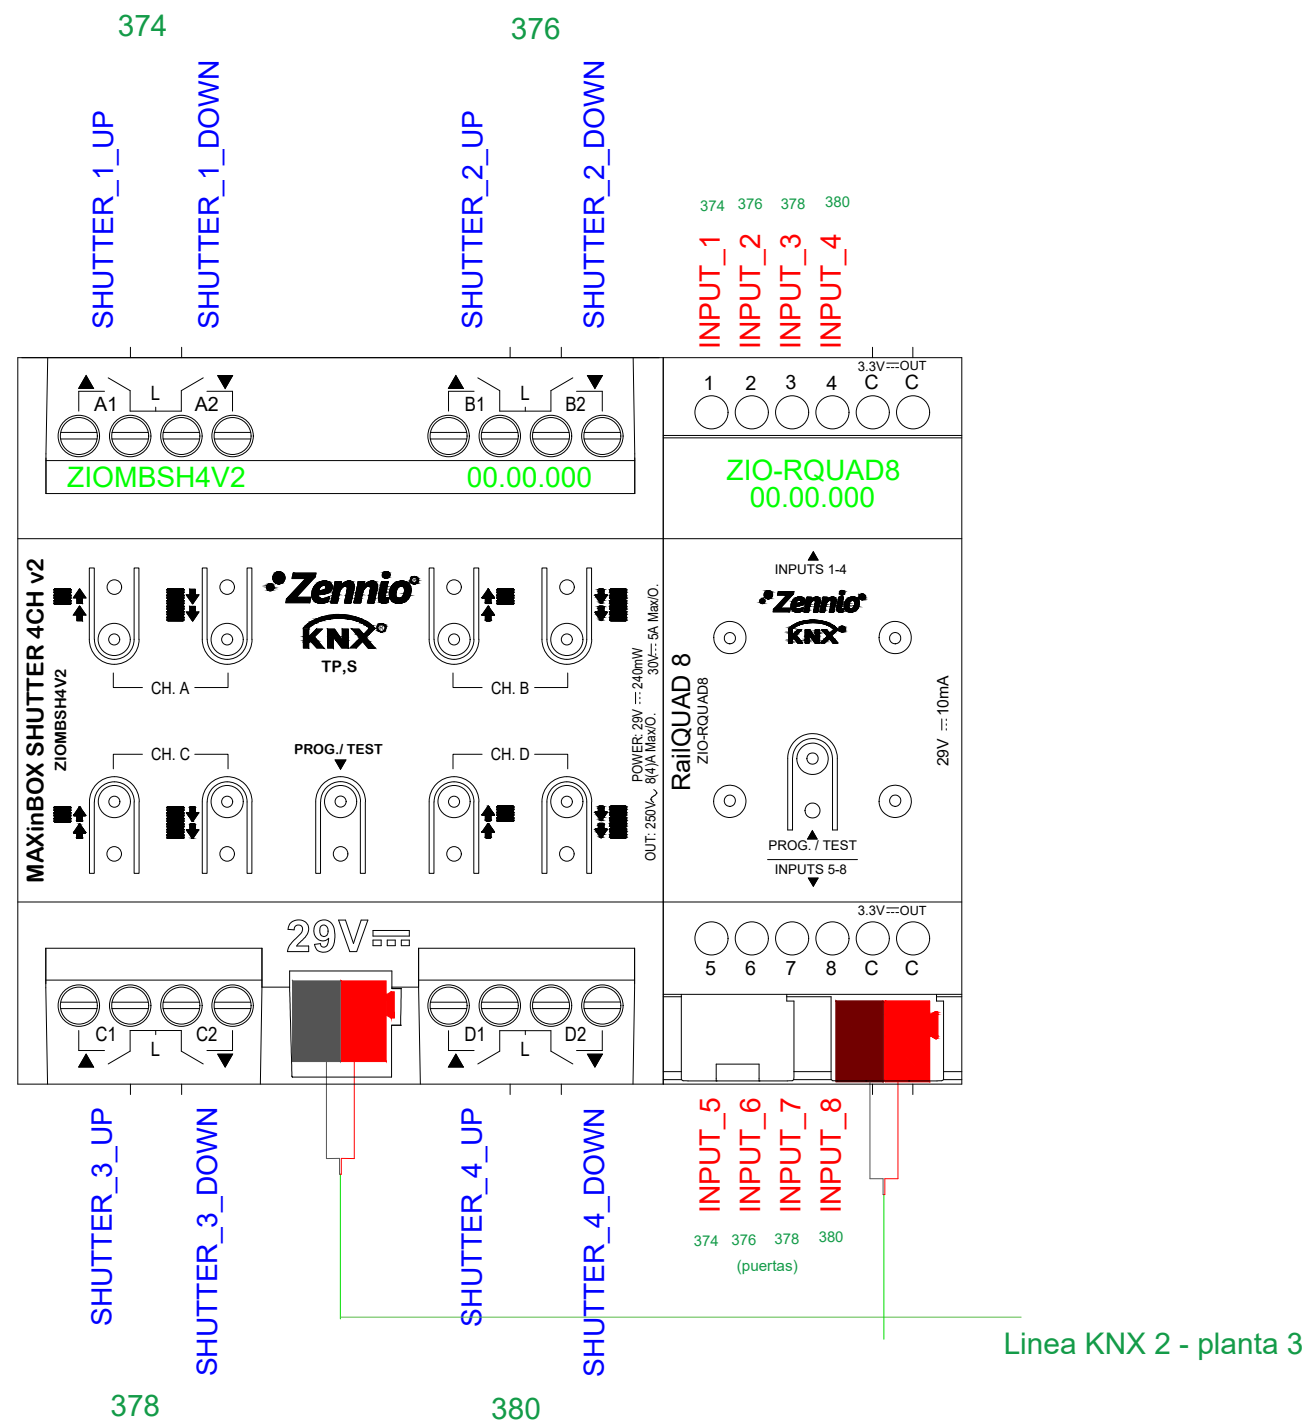 374
376
SHUTTER_1_UP
SHUTTER_1_DOWN
SHUTTER_2_UP
SHUTTER_2_DOWN
374 376 378 380
INPUT_1
INPUT_2
INPUT_3
INPUT_4
A1 L A2
B1 L B2
3.3V OUT
1 2 3 4 C C
ZIOMBSH4V2 00.00.000
ZIO-RQUAD8
00.00.000
MAXinBOX SHUTTER 4CH v2
ZIOMBSH4V2
Zennio
KNX
TP,S
CH. A
CH. B
CH. C
PROG./ TEST
CH. D
POWER: 29V 240mW
OUT: 250V 8(4)A Max/O. 30V 5A Max/O.
INPUTS 1-4
Zennio
KNX
RailQUAD 8
ZIO-RQUAD8
29V 10mA
PROG. / TEST
INPUTS 5-8
29V
3.3V OUT
5 6 7 8 C C
C1 L C2
D1 L D2
SHUTTER_3_UP
SHUTTER_3_DOWN
SHUTTER_4_UP
SHUTTER_4_DOWN
INPUT_5
INPUT_6
INPUT_7
INPUT_8
374 376 378 380
(puertas)
Linea KNX 2 - planta 3
378
380